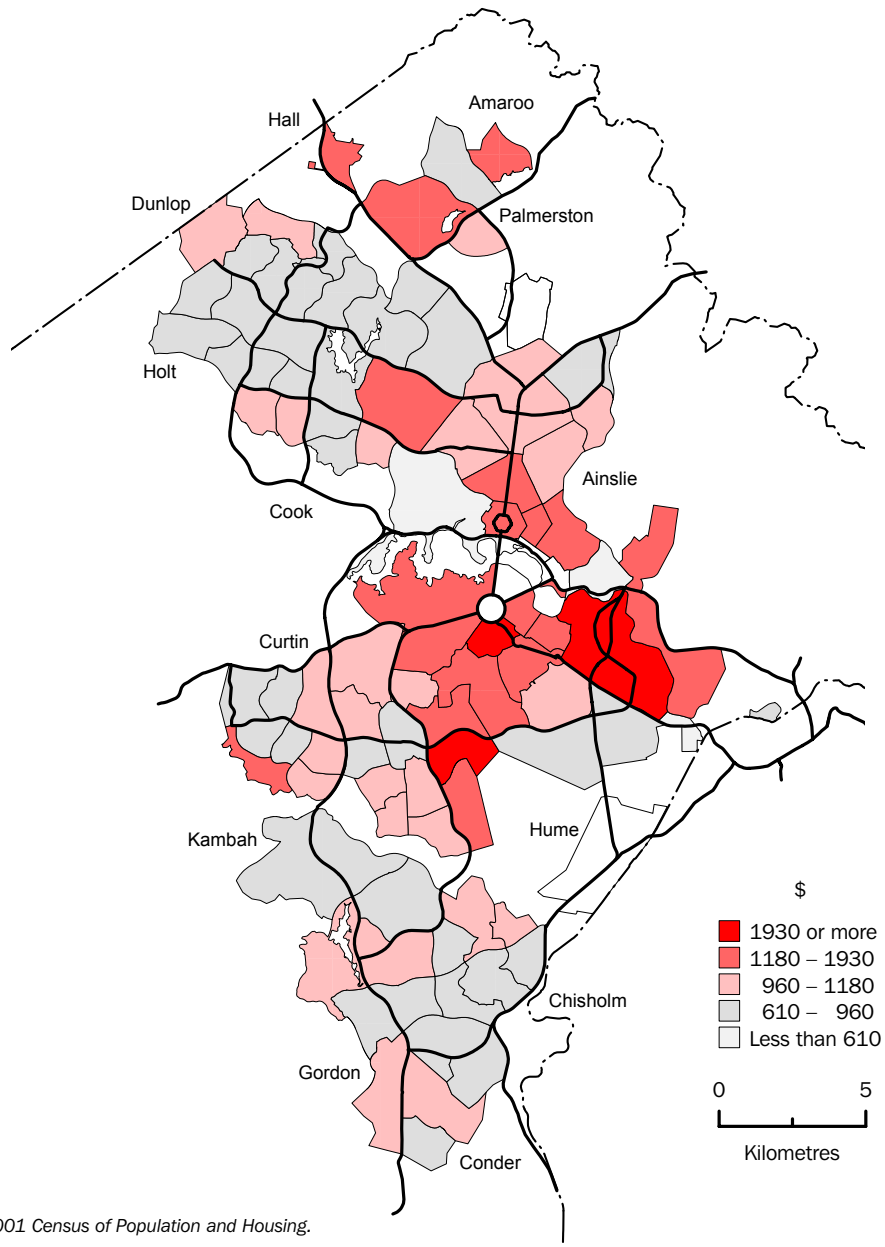 Amaroo
Hall
Dunlop
Palmerston
Holt
Ainslie
Cook
Curtin
Kambah
Hume
$
1930 or more
1180 – 1930
960 – 1180
610 – 960
Less than 610
Chisholm
Gordon
0 5
Kilometres
Conder
001 Census of Population and Housing.